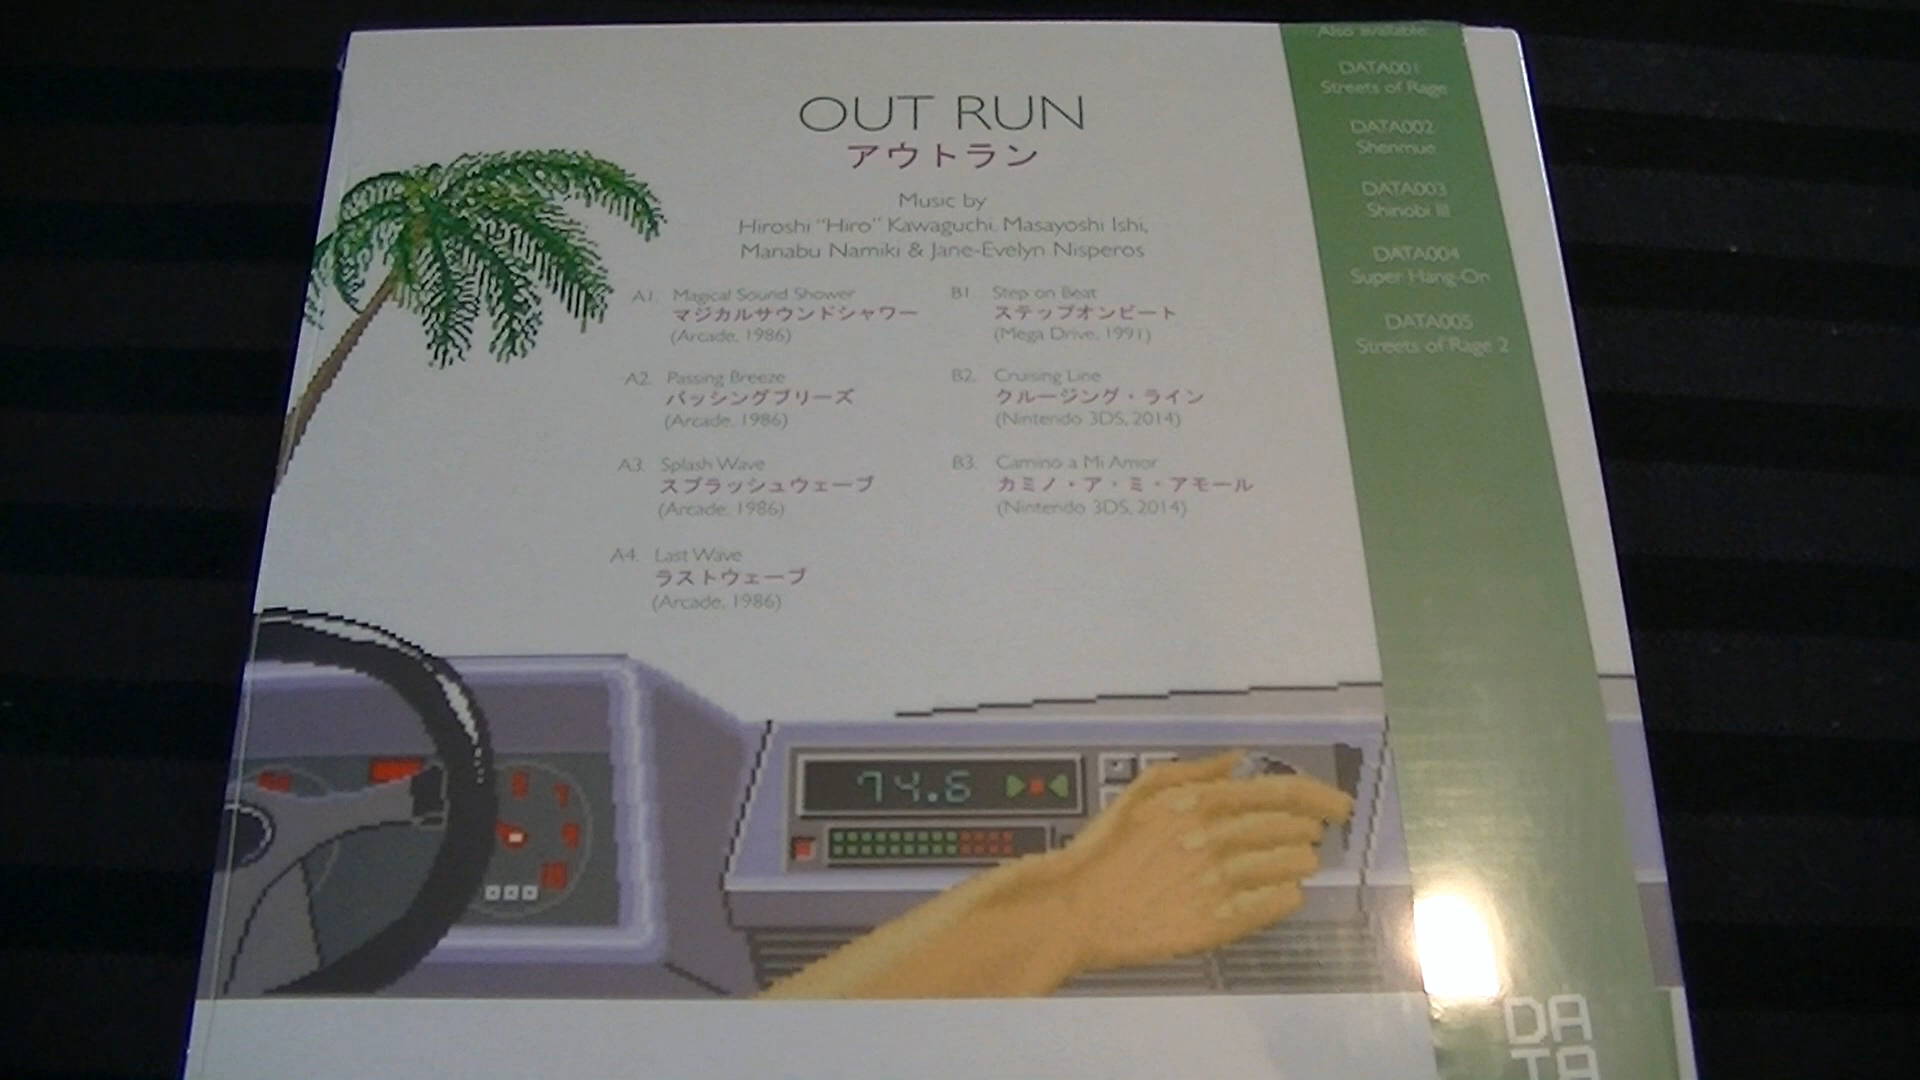 OUT RUN
アウトラン
Music by
Hiroshi "Hiro" Kawaguchi, Masayoshi Ishi,
Manabu Namiki & Jane-Evelyn Nisperos
A1. Magical Sound Shower
マジカルサウンドシャワー
(Arcade, 1986)
A2. Passing Breeze
パッシングブリーズ
(Arcade, 1986)
A3. Splash Wave
スプラッシュウェーブ
(Arcade, 1986)
A4. Last Wave
ラストウェーブ
(Arcade, 1986)
B1. Step on Beat
ステップオンビート
(Mega Drive, 1991)
B2. Cruising Line
クルージング・ライン
(Nintendo 3DS, 2014)
B3. Camino a Mi Amor
カミノ・ア・ミ・アモール
(Nintendo 3DS, 2014)
Also available:
DATA001
Streets of Rage
DATA002
Shenmue
DATA003
Shinobi III
DATA004
Super Hang-On
DATA005
Streets of Rage 2
94.6
DA
TA